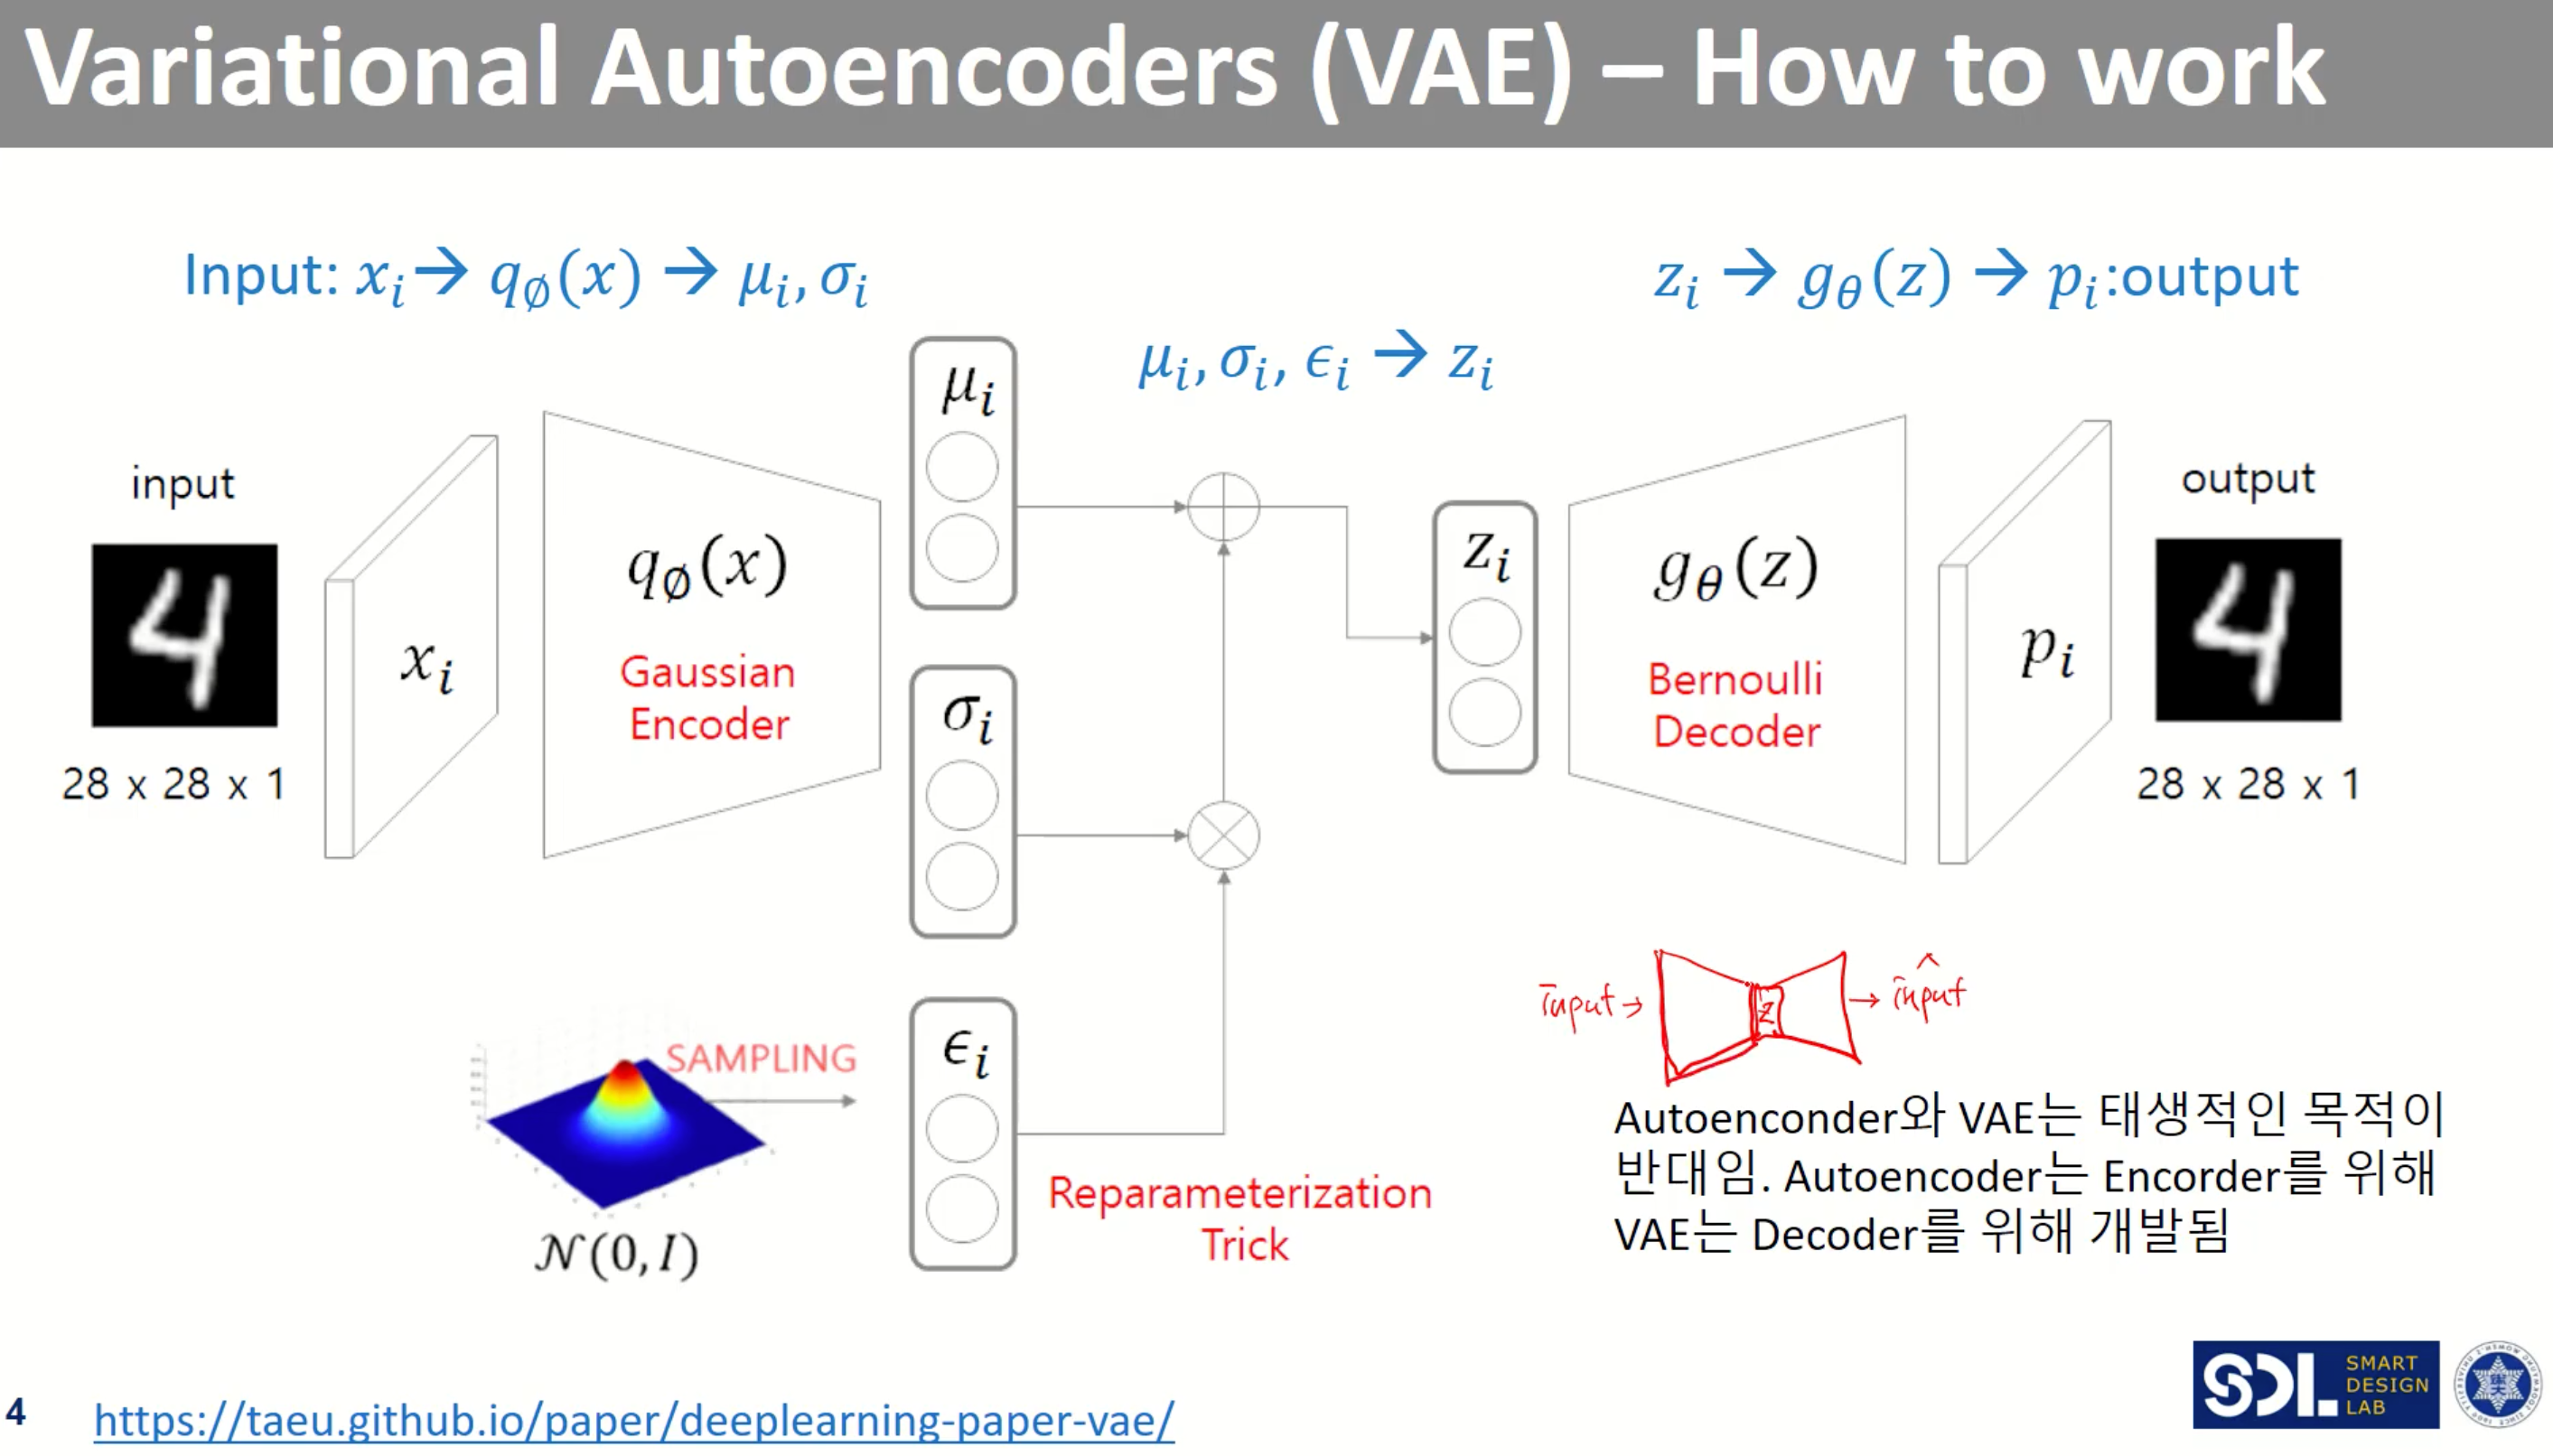 Variational Autoencoders (VAE) – How to work
Input: xᵢ→ q∅(x) → μᵢ, σᵢ
zᵢ → gθ(z) → pᵢ:output
μᵢ, σᵢ, ϵᵢ → zᵢ
input
28 x 28 x 1
xᵢ
q∅(x)
Gaussian
Encoder
μᵢ
σᵢ
SAMPLING
𝒩(0, I)
ϵᵢ
Reparameterization
Trick
zᵢ
gθ(z)
Bernoulli
Decoder
pᵢ
output
28 x 28 x 1
input → z → input^
Autoenconder와 VAE는 태생적인 목적이
반대임. Autoencoder는 Encorder를 위해
VAE는 Decoder를 위해 개발됨
4
https://taeu.github.io/paper/deeplearning-paper-vae/
SDL
SMART
DESIGN
LAB